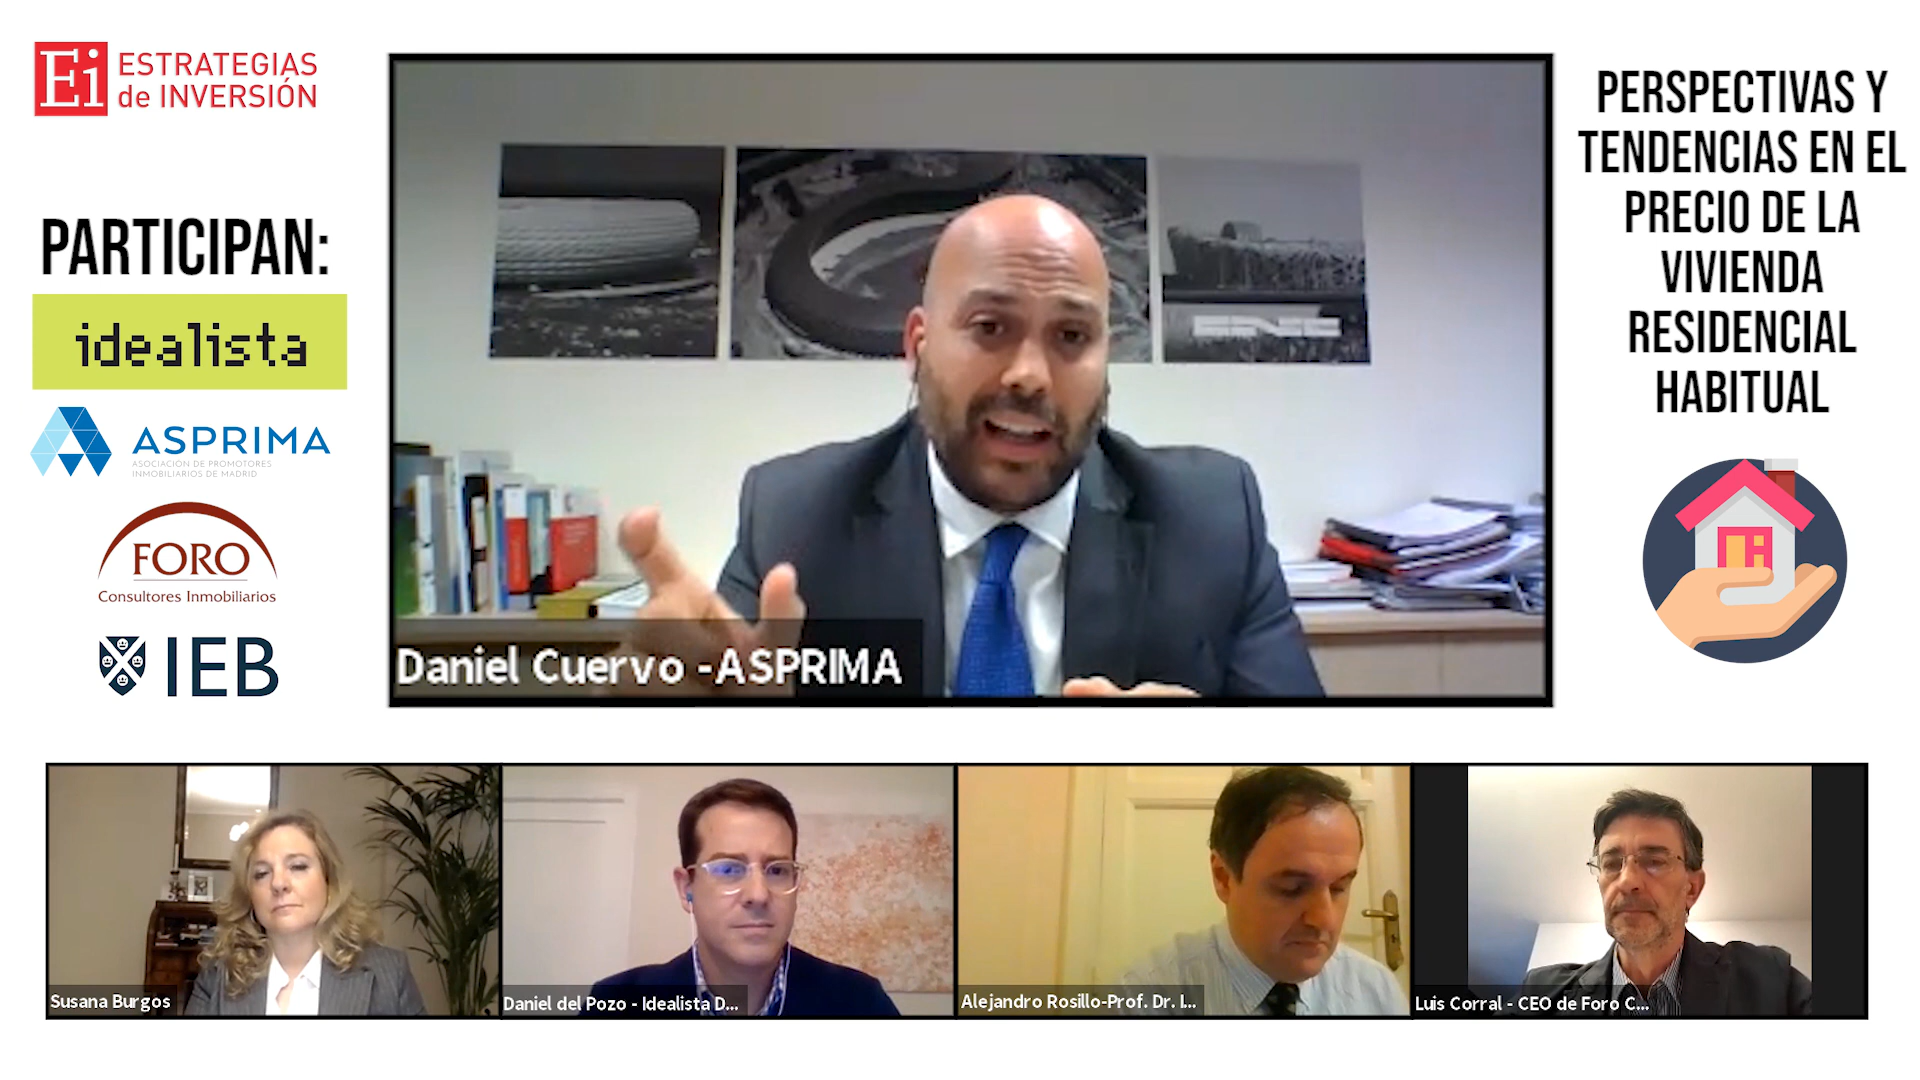 Ei ESTRATEGIAS
de INVERSIÓN
PARTICIPAN:
idealista
ASPRIMA
ASOCIACION DE PROMOTORES
INMOBILIARIOS DE MADRID
FORO
Consultores Inmobiliarios
IEB
Daniel Cuervo -ASPRIMA
PERSPECTIVAS Y
TENDENCIAS EN EL
PRECIO DE LA
VIVIENDA
RESIDENCIAL
HABITUAL
Susana Burgos
Daniel del Pozo - Idealista D...
Alejandro Rosillo-Prof. Dr. I...
Luis Corral - CEO de Foro C...